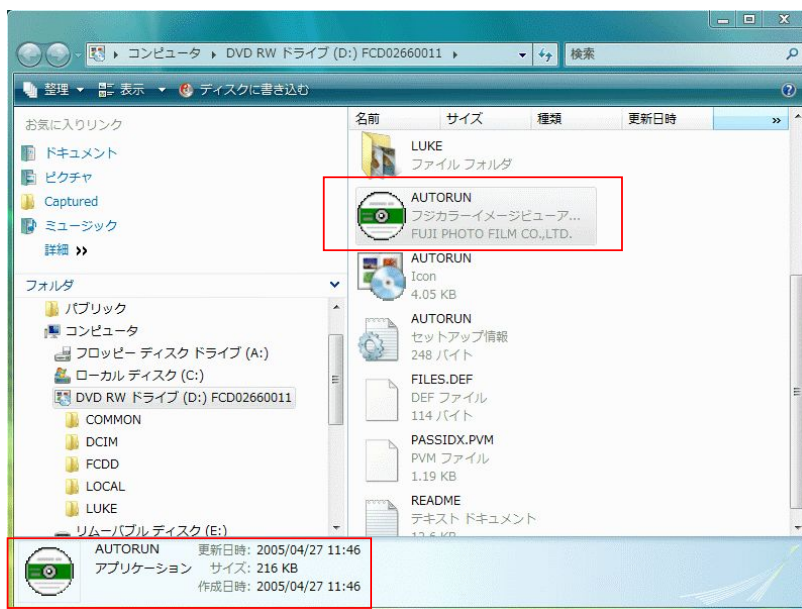 コンピュータ ▸ DVD RW ドライブ (D:) FCD02660011 ▸
検索
整理 表示 ディスクに書き込む
お気に入りリンク
ドキュメント
ピクチャ
Captured
ミュージック
詳細 »
フォルダ
パブリック
コンピュータ
フロッピー ディスク ドライブ (A:)
ローカル ディスク (C:)
DVD RW ドライブ (D:) FCD02660011
COMMON
DCIM
FCDD
LOCAL
LUKE
リムーバブル ディスク (E:)
名前 サイズ 種類 更新日時 »
LUKE
ファイル フォルダ
AUTORUN
フジカラーイメージビューア...
FUJI PHOTO FILM CO.,LTD.
AUTORUN
Icon
4.05 KB
AUTORUN
セットアップ情報
248 バイト
FILES.DEF
DEF ファイル
114 バイト
PASSIDX.PVM
PVM ファイル
1.19 KB
README
テキスト ドキュメント
12.6 KB
AUTORUN 更新日時: 2005/04/27 11:46
アプリケーション サイズ: 216 KB
作成日時: 2005/04/27 11:46